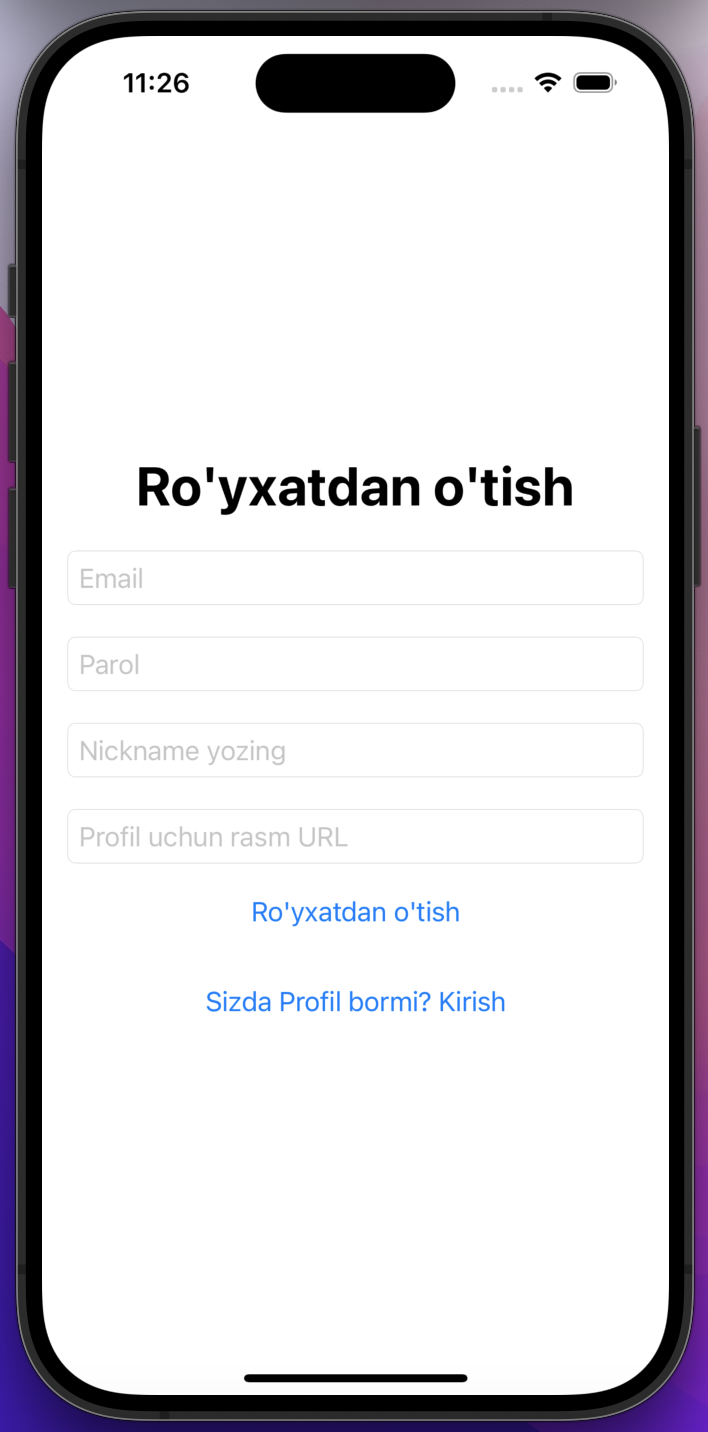 11:26
Ro'yxatdan o'tish
Email
Parol
Nickname yozing
Profil uchun rasm URL
Ro'yxatdan o'tish
Sizda Profil bormi? Kirish